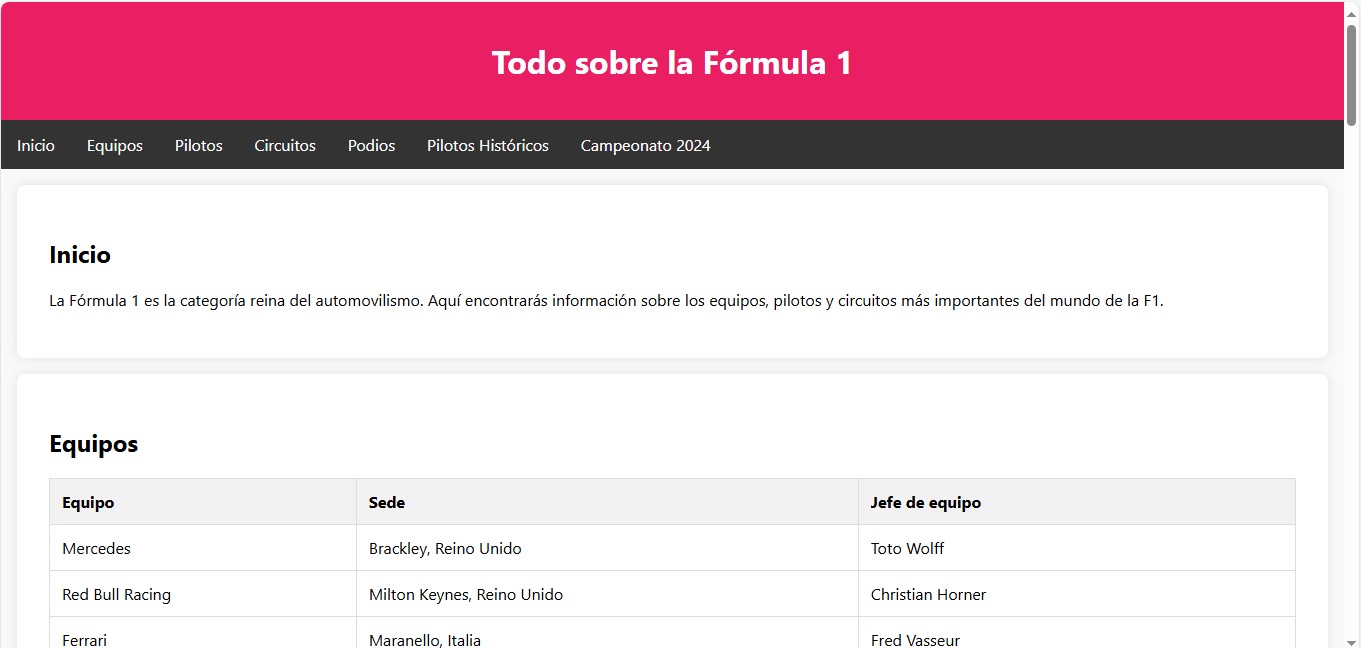 Todo sobre la Fórmula 1
Inicio Equipos Pilotos Circuitos Podios Pilotos Históricos Campeonato 2024
Inicio
La Fórmula 1 es la categoría reina del automovilismo. Aquí encontrarás información sobre los equipos, pilotos y circuitos más importantes del mundo de la F1.
Equipos
Equipo Sede Jefe de equipo
Mercedes Brackley, Reino Unido Toto Wolff
Red Bull Racing Milton Keynes, Reino Unido Christian Horner
Ferrari Maranello, Italia Fred Vasseur